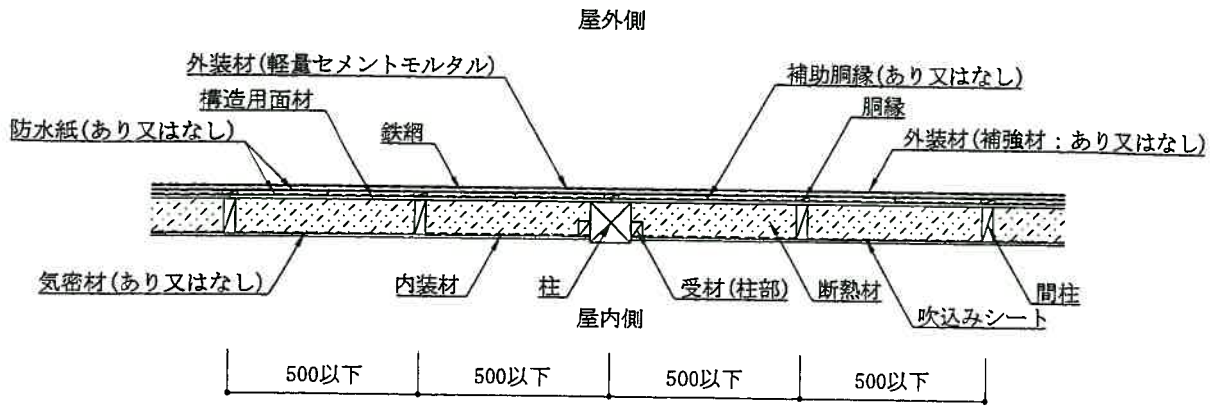 屋外側
外装材(軽量セメントモルタル)
補助胴縁(あり又はなし)
構造用面材
胴縁
防水紙(あり又はなし)
鉄網
外装材(補強材：あり又はなし)
気密材(あり又はなし)
内装材
柱
受材(柱部)
断熱材
間柱
吹込みシート
屋内側
500以下
500以下
500以下
500以下